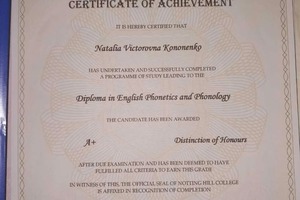 CERTIFICATE OF ACHIEVEMENT
IT IS HEREBY CERTIFIED THAT
Natalia Victorovna Kononenko
HAS UNDERTAKEN AND SUCCESSFULLY COMPLETED
A PROGRAMME OF STUDY LEADING TO THE
Diploma in English Phonetics and Phonology
THE CANDIDATE HAS BEEN AWARDED
A+ Distinction of Honours
AFTER DUE EXAMINATION AND HAS BEEN DEEMED TO HAVE
FULFILLED ALL CRITERIA TO EARN THIS GRADE
IN WITNESS OF THIS, THE OFFICIAL SEAL OF NOTTING HILL COLLEGE
IS AFFIXED IN RECOGNITION OF COMPLETION